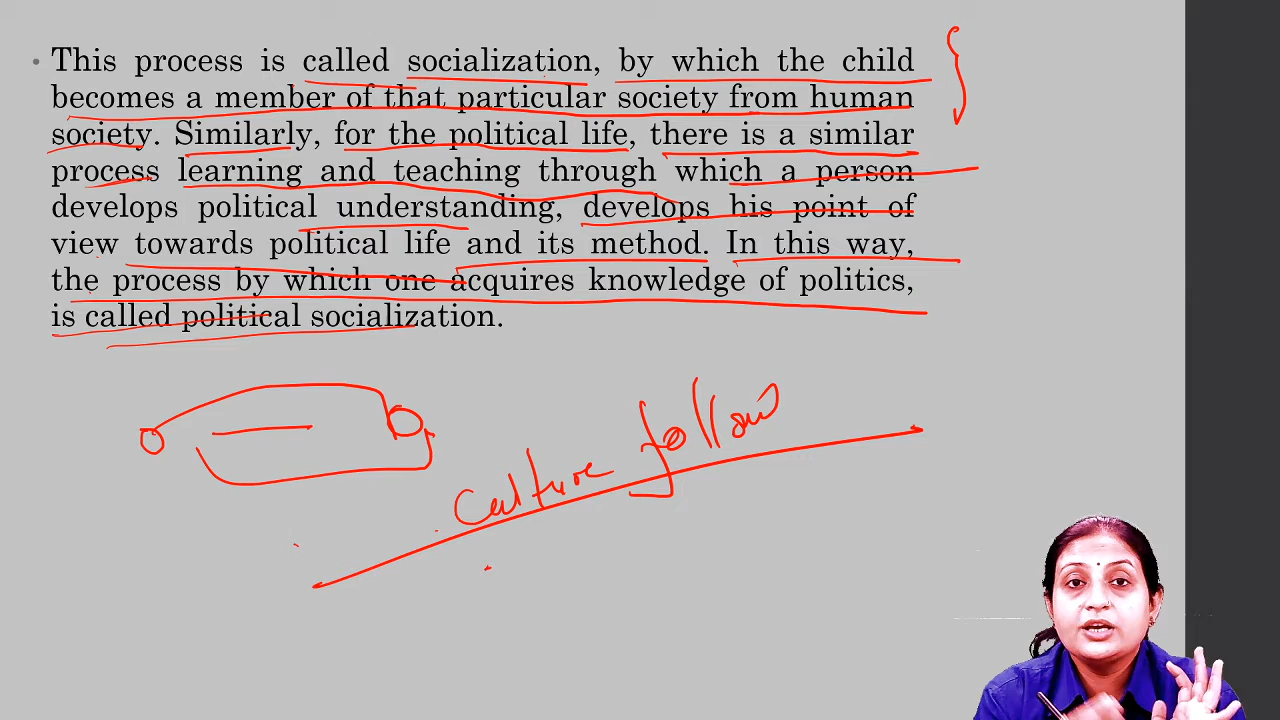 • This process is called socialization, by which the child
becomes a member of that particular society from human
society. Similarly, for the political life, there is a similar
process learning and teaching through which a person
develops political understanding, develops his point of
view towards political life and its method. In this way,
the process by which one acquires knowledge of politics,
is called political socialization.
Culture follow